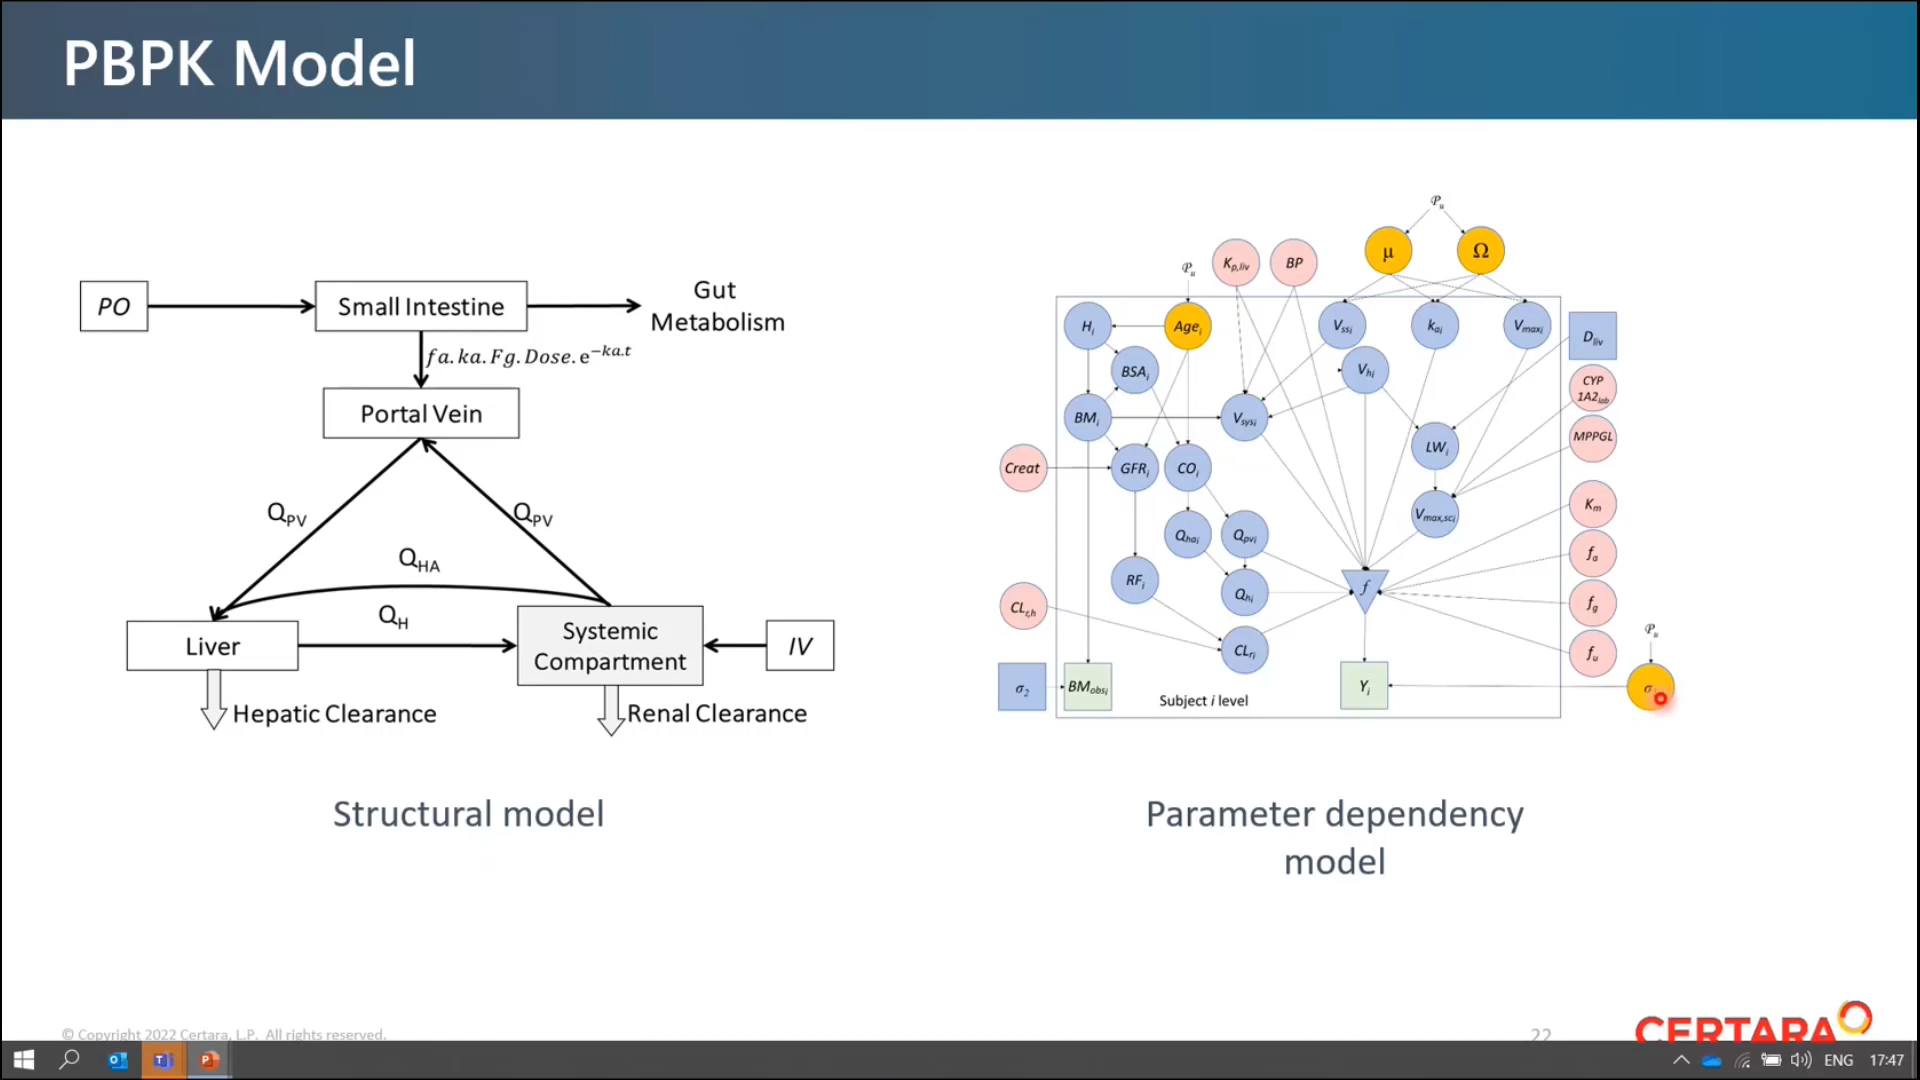 PBPK Model
PO
Small Intestine
Gut
Metabolism
fa.ka.Fg.Dose.e^−ka.t
Portal Vein
Q_PV
Q_PV
Q_HA
Q_H
Liver
Systemic
Compartment
IV
Hepatic Clearance
Renal Clearance
Structural model
𝒫_u
μ
Ω
𝒫_u
K_p,liv
BP
H_i
Age_i
V_ssi
k_ai
V_maxi
D_liv
BSA_i
V_hi
CYP
1A2_lab
BM_i
V_sysi
LW_i
MPPGL
Creat
GFR_i
CO_i
K_m
V_max,sci
Q_hai
Q_pvi
f_a
RF_i
Q_hi
f
f_g
CL_r,h
𝒫_u
CL_ri
f_u
σ_2
BM_obsi
Y_i
σ
Subject i level
Parameter dependency
model
© Copyright 2022 Certara, L.P. All rights reserved.
22
CERTARA
ENG
17:47